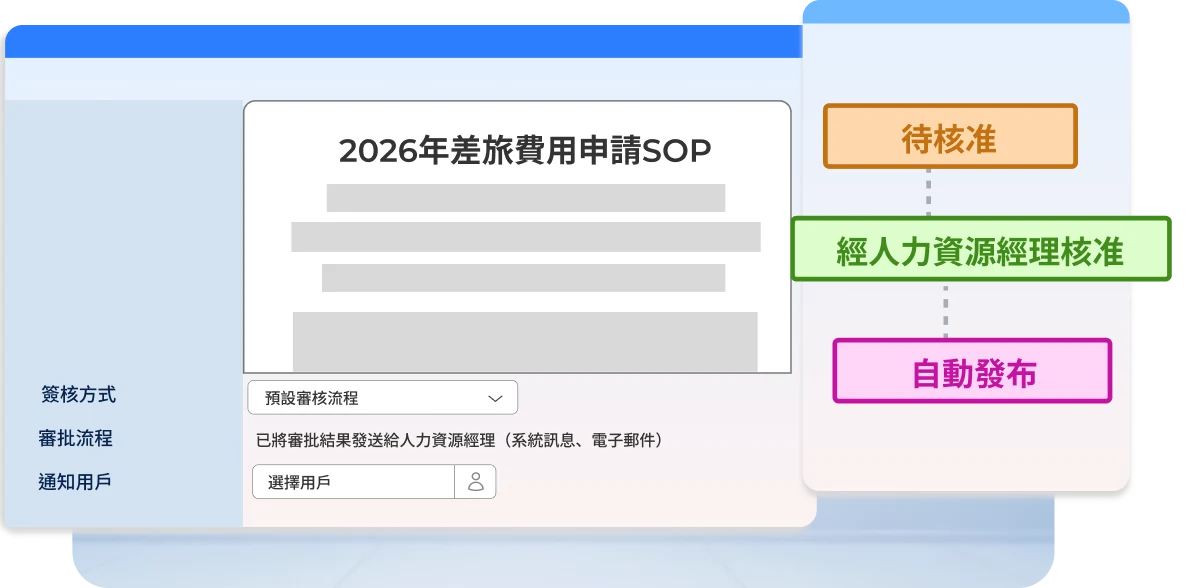 2026年差旅費用申請SOP
簽核方式
預設審核流程
審批流程
已將審批結果發送給人力資源經理（系統訊息、電子郵件）
通知用戶
選擇用戶
待核准
經人力資源經理核准
自動發布